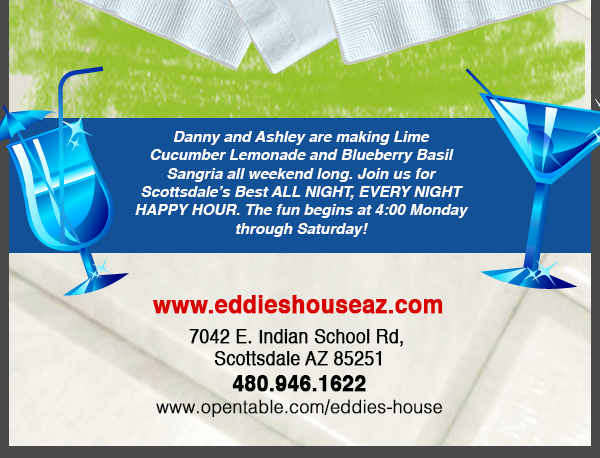 Danny and Ashley are making Lime
Cucumber Lemonade and Blueberry Basil
Sangria all weekend long. Join us for
Scottsdale's Best ALL NIGHT, EVERY NIGHT
HAPPY HOUR. The fun begins at 4:00 Monday
through Saturday!
www.eddieshouseaz.com
7042 E. Indian School Rd,
Scottsdale AZ 85251
480.946.1622
www.opentable.com/eddies-house